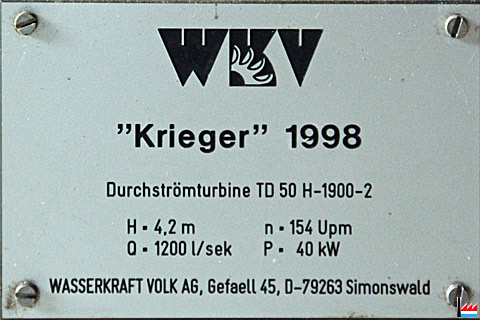 WKV
"Krieger" 1998
Durchströmturbine TD 50 H-1900-2
H = 4,2 m n = 154 Upm
Q = 1200 l/sek P = 40 kW
WASSERKRAFT VOLK AG, Gefaell 45, D-79263 Simonswald